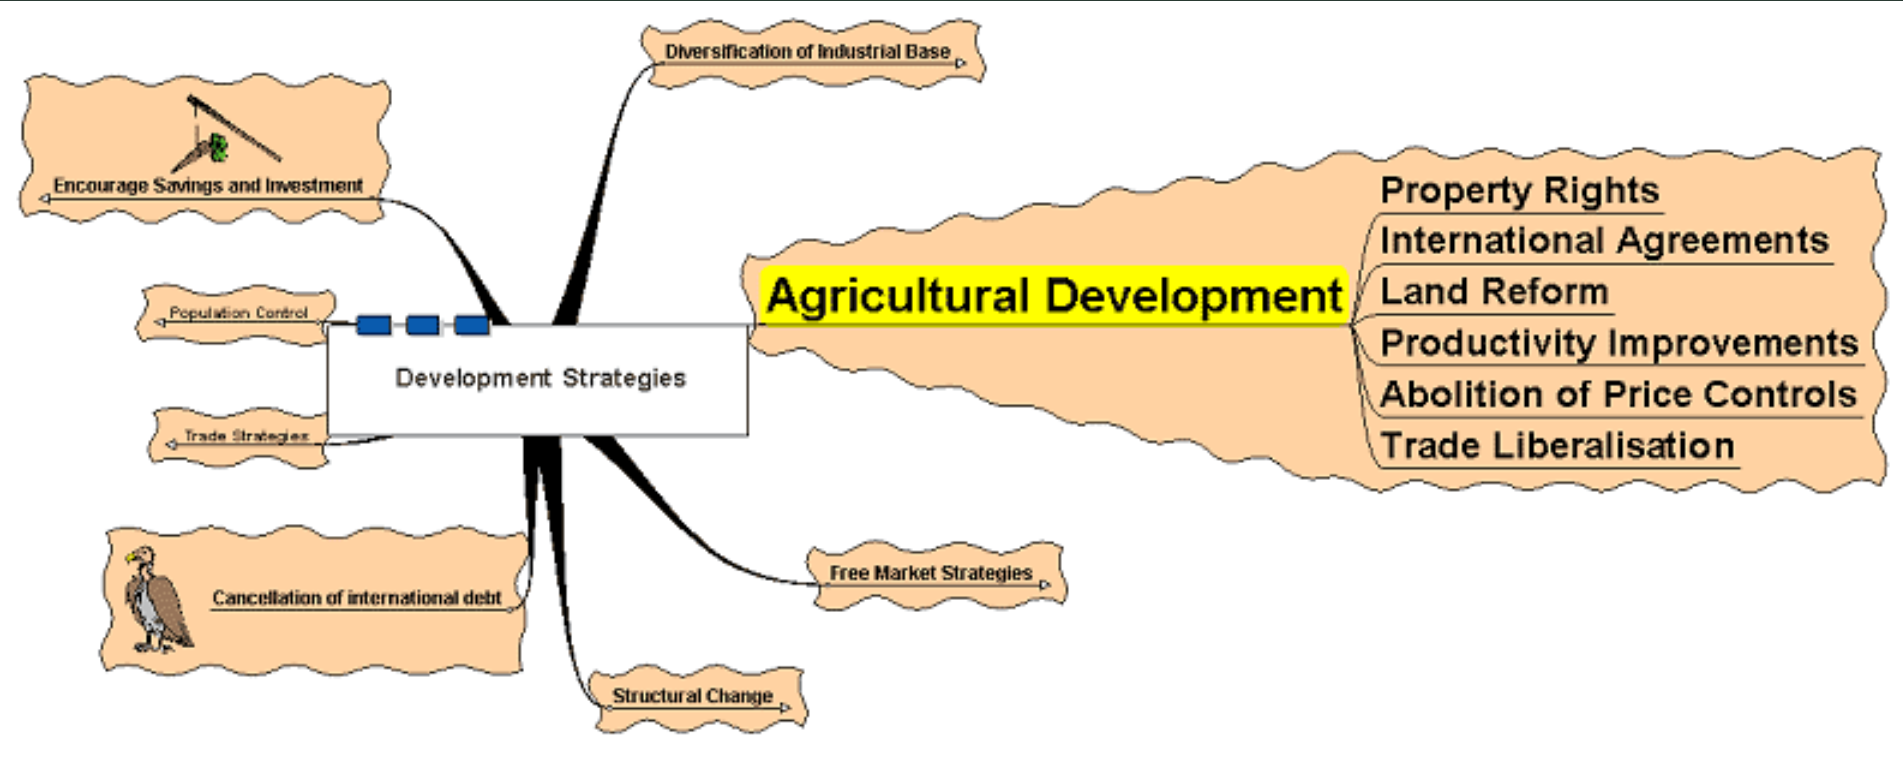 Diversification of Industrial Base
Encourage Savings and Investment
Property Rights
International Agreements
Agricultural Development
Land Reform
Population Control
Productivity Improvements
Development Strategies
Abolition of Price Controls
Trade Strategies
Trade Liberalisation
Free Market Strategies
Cancellation of international debt
Structural Change